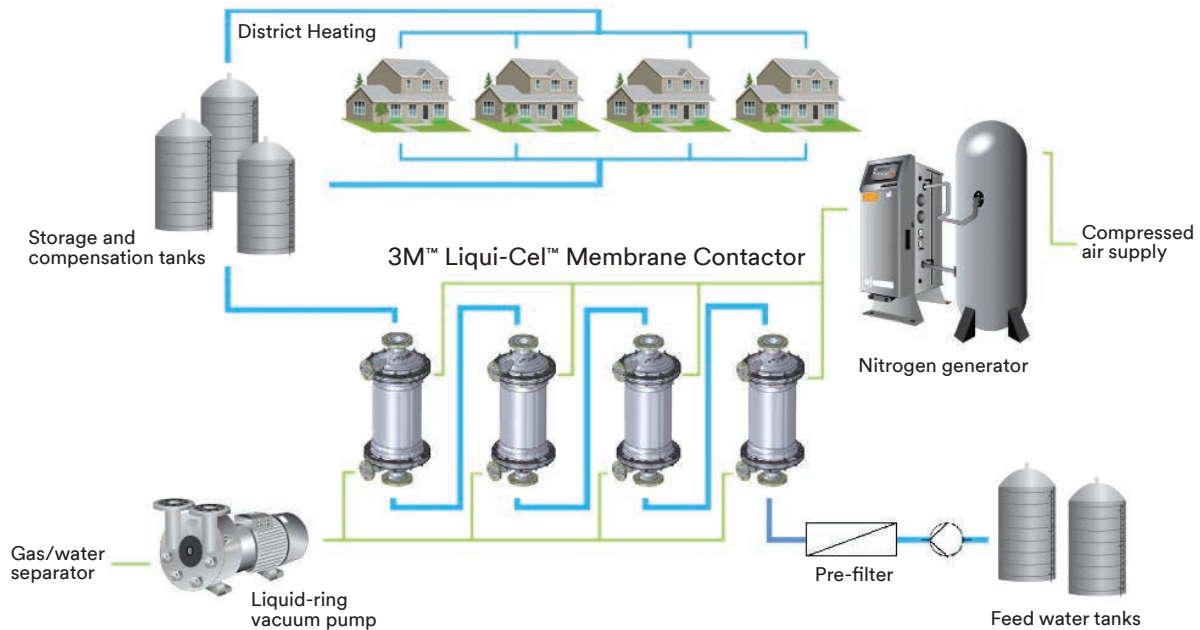 District Heating
Storage and
compensation tanks
3M™ Liqui-Cel™ Membrane Contactor
Compressed
air supply
Nitrogen generator
Gas/water
separator
Liquid-ring
vacuum pump
Pre-filter
Feed water tanks